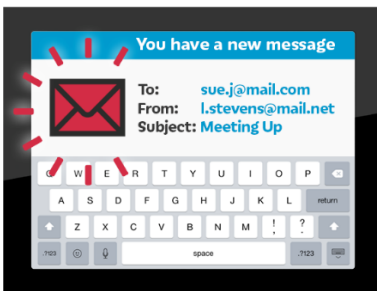 You have a new message
To: sue.j@mail.com
From: l.stevens@mail.net
Subject: Meeting Up
W E R T Y U I O P
A S D F G H J K L return
Z X C V B N M ! , ? .
.?123 space .?123